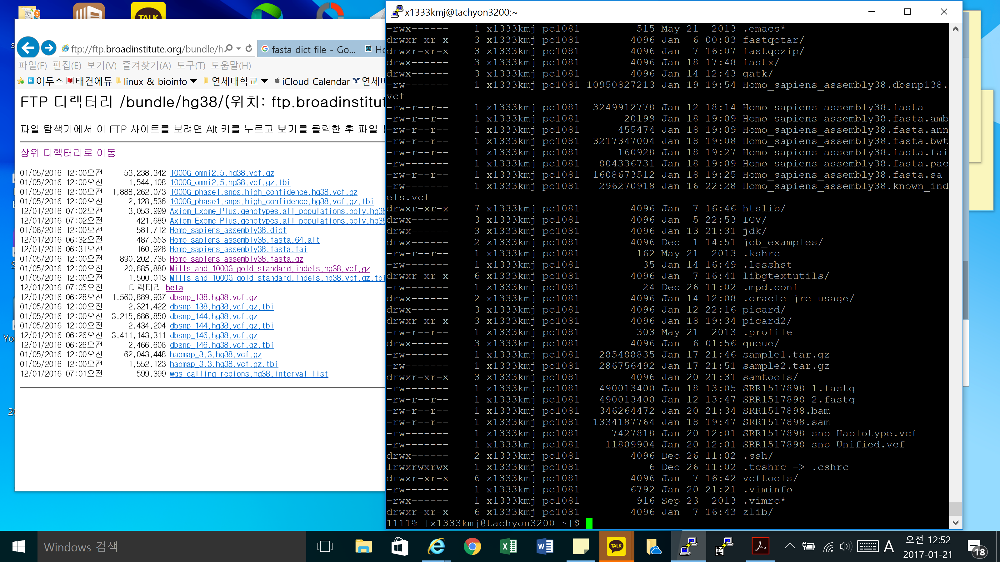 2
TALK
ftp://ftp.broadinstitute.org/bundle/h
fasta dict file - Go...
Ho
파일(F) 편집(E) 보기(V) 즐겨찾기(A) 도구(T) 도움말(H)
이투스 태건에듀 linux & bioinfo 연세대학교 iCloud Calendar 연세메
FTP 디렉터리 /bundle/hg38/(위치: ftp.broadinstitut
파일 탐색기에서 이 FTP 사이트를 보려면 Alt 키를 누르고 보기를 클릭한 후 파일
상위 디렉터리로 이동
01/05/2016 12:00오전 53,238,342 1000G_omni2.5.hg38.vcf.gz
01/05/2016 12:00오전 1,544,108 1000G_omni2.5.hg38.vcf.gz.tbi
01/05/2016 12:00오전 1,888,262,073 1000G_phase1.snps.high_confidence.hg38.vcf.gz
01/05/2016 12:00오전 2,128,536 1000G_phase1.snps.high_confidence.hg38.vcf.gz.tbi
12/01/2016 07:02오전 3,053,999 Axiom_Exome_Plus.genotypes.all_populations.poly.hg38
12/01/2016 07:02오전 421,689 Axiom_Exome_Plus.genotypes.all_populations.poly.hg38
01/06/2016 12:00오전 581,712 Homo_sapiens_assembly38.dict
12/01/2016 06:32오전 487,553 Homo_sapiens_assembly38.fasta.64.alt
12/01/2016 06:31오전 160,928 Homo_sapiens_assembly38.fasta.fai
01/05/2016 12:00오전 890,202,736 Homo_sapiens_assembly38.fasta.gz
01/05/2016 12:00오전 20,685,880 Mills_and_1000G_gold_standard.indels.hg38.vcf.gz
01/05/2016 12:00오전 1,500,013 Mills_and_1000G_gold_standard.indels.hg38.vcf.gz.tbi
12/01/2016 07:05오전 디렉터리 beta
12/01/2016 06:28오전 1,560,889,937 dbsnp_138.hg38.vcf.gz
01/05/2016 12:00오전 2,321,422 dbsnp_138.hg38.vcf.gz.tbi
01/05/2016 12:00오전 3,215,686,850 dbsnp_144.hg38.vcf.gz
01/05/2016 12:00오전 2,434,204 dbsnp_144.hg38.vcf.gz.tbi
12/01/2016 06:26오전 3,411,143,311 dbsnp_146.hg38.vcf.gz
12/01/2016 06:26오전 2,466,606 dbsnp_146.hg38.vcf.gz.tbi
01/05/2016 12:00오전 62,043,448 hapmap_3.3.hg38.vcf.gz
01/05/2016 12:00오전 1,552,123 hapmap_3.3.hg38.vcf.gz.tbi
12/01/2016 07:01오전 599,399 wgs_calling_regions.hg38.interval_list
Yo
20
x1333kmj@tachyon3200:~
-rwx------ 1 x1333kmj pc1081 515 May 21 2013 .emacs*
drwxr-xr-x 3 x1333kmj pc1081 4096 Jan 6 00:03 fastqctar/
drwxr-xr-x 3 x1333kmj pc1081 4096 Jan 7 16:07 fastqczip/
drwx------ 3 x1333kmj pc1081 4096 Jan 18 17:48 fastx/
drwx------ 3 x1333kmj pc1081 4096 Jan 14 12:43 gatk/
-rw------- 1 x1333kmj pc1081 10950827213 Jan 19 19:54 Homo_sapiens_assembly38.dbsnp138.
vcf
-rw-r--r-- 1 x1333kmj pc1081 3249912778 Jan 12 18:14 Homo_sapiens_assembly38.fasta
-rw-r--r-- 1 x1333kmj pc1081 20199 Jan 18 19:09 Homo_sapiens_assembly38.fasta.amb
-rw-r--r-- 1 x1333kmj pc1081 455474 Jan 18 19:09 Homo_sapiens_assembly38.fasta.ann
-rw-r--r-- 1 x1333kmj pc1081 3217347004 Jan 18 19:08 Homo_sapiens_assembly38.fasta.bwt
-rw-r--r-- 1 x1333kmj pc1081 160928 Jan 18 19:27 Homo_sapiens_assembly38.fasta.fai
-rw------- 1 x1333kmj pc1081 804336731 Jan 18 19:09 Homo_sapiens_assembly38.fasta.pac
-rw-r--r-- 1 x1333kmj pc1081 1608673512 Jan 18 19:25 Homo_sapiens_assembly38.fasta.sa
-rw------- 1 x1333kmj pc1081 296270918 Jan 16 22:28 Homo_sapiens_assembly38.known_ind
els.vcf
drwxr-xr-x 7 x1333kmj pc1081 4096 Jan 7 16:46 htslib/
drwx------ 3 x1333kmj pc1081 4096 Jan 5 22:53 IGV/
drwx------ 3 x1333kmj pc1081 4096 Jan 13 21:31 jdk/
drwx------ 2 x1333kmj pc1081 4096 Dec 1 14:51 job_examples/
-rw-r--r-- 1 x1333kmj pc1081 162 May 21 2013 .kshrc
-rw------- 1 x1333kmj pc1081 35 Jan 14 16:49 .lesshst
drwxr-xr-x 6 x1333kmj pc1081 4096 Jan 7 16:41 libgtextutils/
-rw------- 1 x1333kmj pc1081 24 Dec 26 11:02 .mpd.conf
drwx------ 2 x1333kmj pc1081 4096 Jan 14 12:08 .oracle_jre_usage/
drwx------ 3 x1333kmj pc1081 4096 Jan 12 22:16 picard/
drwxr-xr-x 3 x1333kmj pc1081 4096 Jan 18 19:34 picard2/
-rw-r--r-- 1 x1333kmj pc1081 303 May 21 2013 .profile
drwx------ 3 x1333kmj pc1081 4096 Jan 6 01:56 queue/
-rw------- 1 x1333kmj pc1081 285488835 Jan 17 21:46 sample1.tar.gz
-rw------- 1 x1333kmj pc1081 286756492 Jan 17 21:51 sample2.tar.gz
drwxr-xr-x 3 x1333kmj pc1081 4096 Jan 20 21:31 samtools/
-rw------- 1 x1333kmj pc1081 490013400 Jan 18 13:05 SRR1517898_1.fastq
-rw-r--r-- 1 x1333kmj pc1081 490013400 Jan 12 13:47 SRR1517898_2.fastq
-rw-r--r-- 1 x1333kmj pc1081 346264472 Jan 20 21:34 SRR1517898.bam
-rw-r--r-- 1 x1333kmj pc1081 1334187764 Jan 18 19:47 SRR1517898.sam
-rw------- 1 x1333kmj pc1081 7427818 Jan 20 12:01 SRR1517898_snp_Haplotype.vcf
-rw------- 1 x1333kmj pc1081 11809904 Jan 20 12:01 SRR1517898_snp_Unified.vcf
drwx------ 2 x1333kmj pc1081 4096 Dec 26 11:02 .ssh/
lrwxrwxrwx 1 x1333kmj pc1081 6 Dec 26 11:02 .tcshrc -> .cshrc
drwxr-xr-x 6 x1333kmj pc1081 4096 Jan 7 16:42 vcftools/
-rw------- 1 x1333kmj pc1081 6792 Jan 20 21:21 .viminfo
-rwx------ 1 x1333kmj pc1081 916 Sep 23 2013 .vimrc*
drwxr-xr-x 6 x1333kmj pc1081 4096 Jan 7 16:43 zlib/
1111% [x1333kmj@tachyon3200 ~]$
Windows 검색
TALK
A
오전 12:52
2017-01-21
18